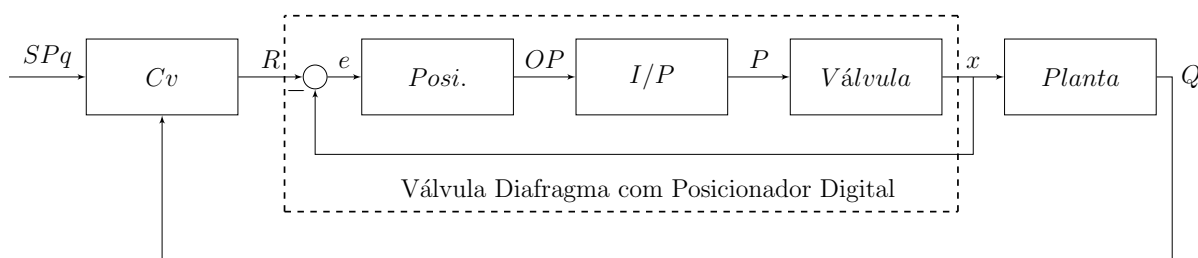 SPq
Cv
R
−
e
Posi.
OP
I/P
P
Válvula
x
Planta
Q
Válvula Diafragma com Posicionador Digital